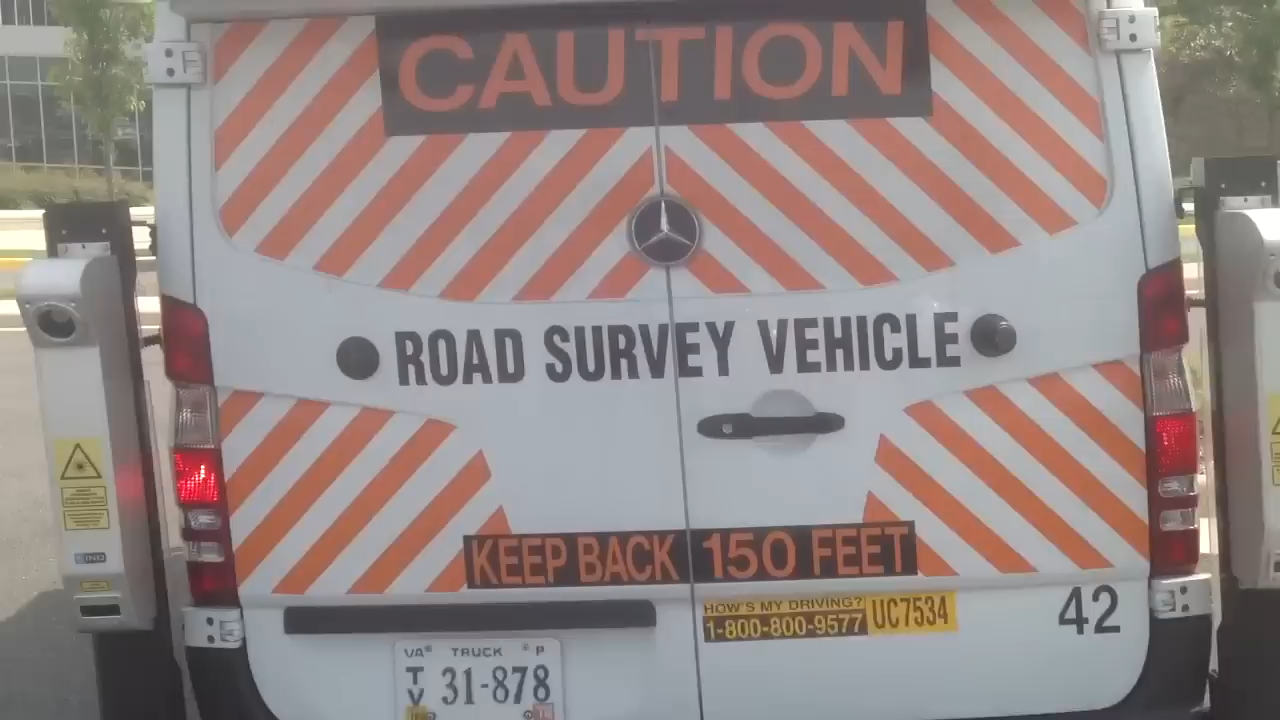 CAUTION
ROAD SURVEY VEHICLE
KEEP BACK 150 FEET
HOW'S MY DRIVING?
1-800-800-9577
UC7534
42
VA TRUCK P
TV 31-878